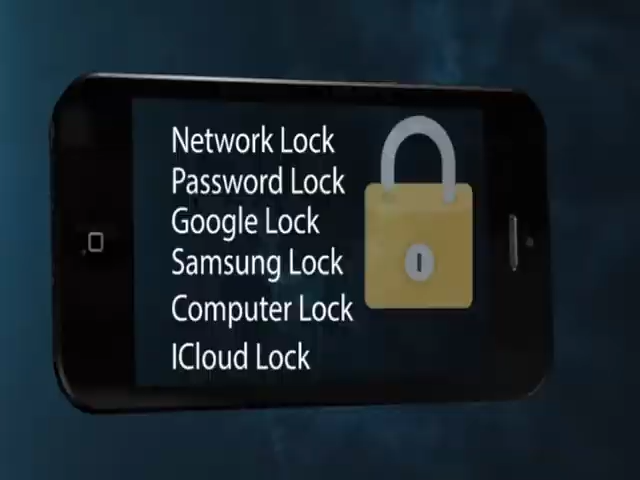 Network Lock
Password Lock
Google Lock
Samsung Lock
Computer Lock
ICloud Lock